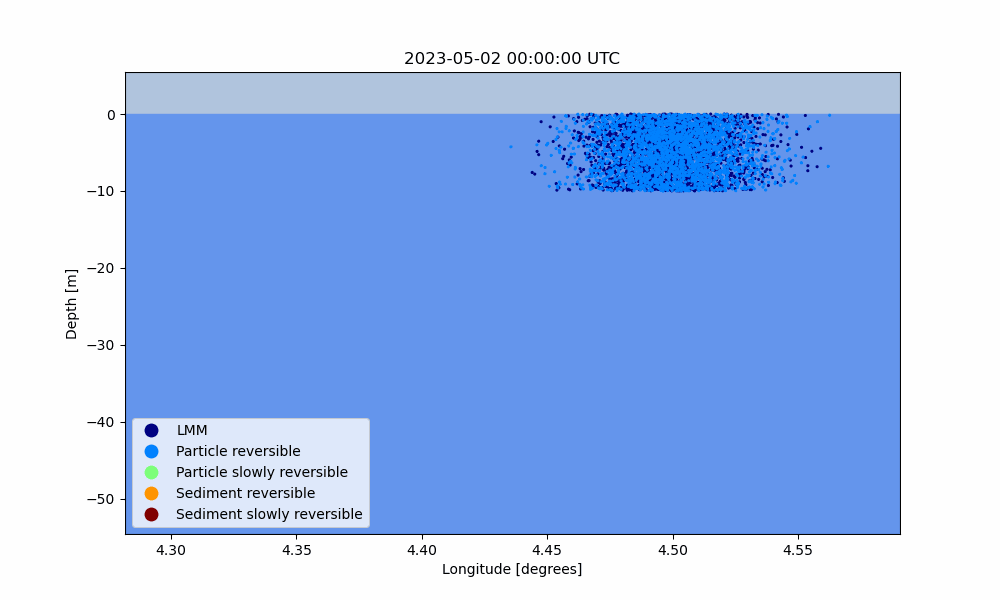 2023-05-02 00:00:00 UTC
0
−10
−20
−30
−40
−50
Depth [m]
LMM
Particle reversible
Particle slowly reversible
Sediment reversible
Sediment slowly reversible
4.30 4.35 4.40 4.45 4.50 4.55
Longitude [degrees]